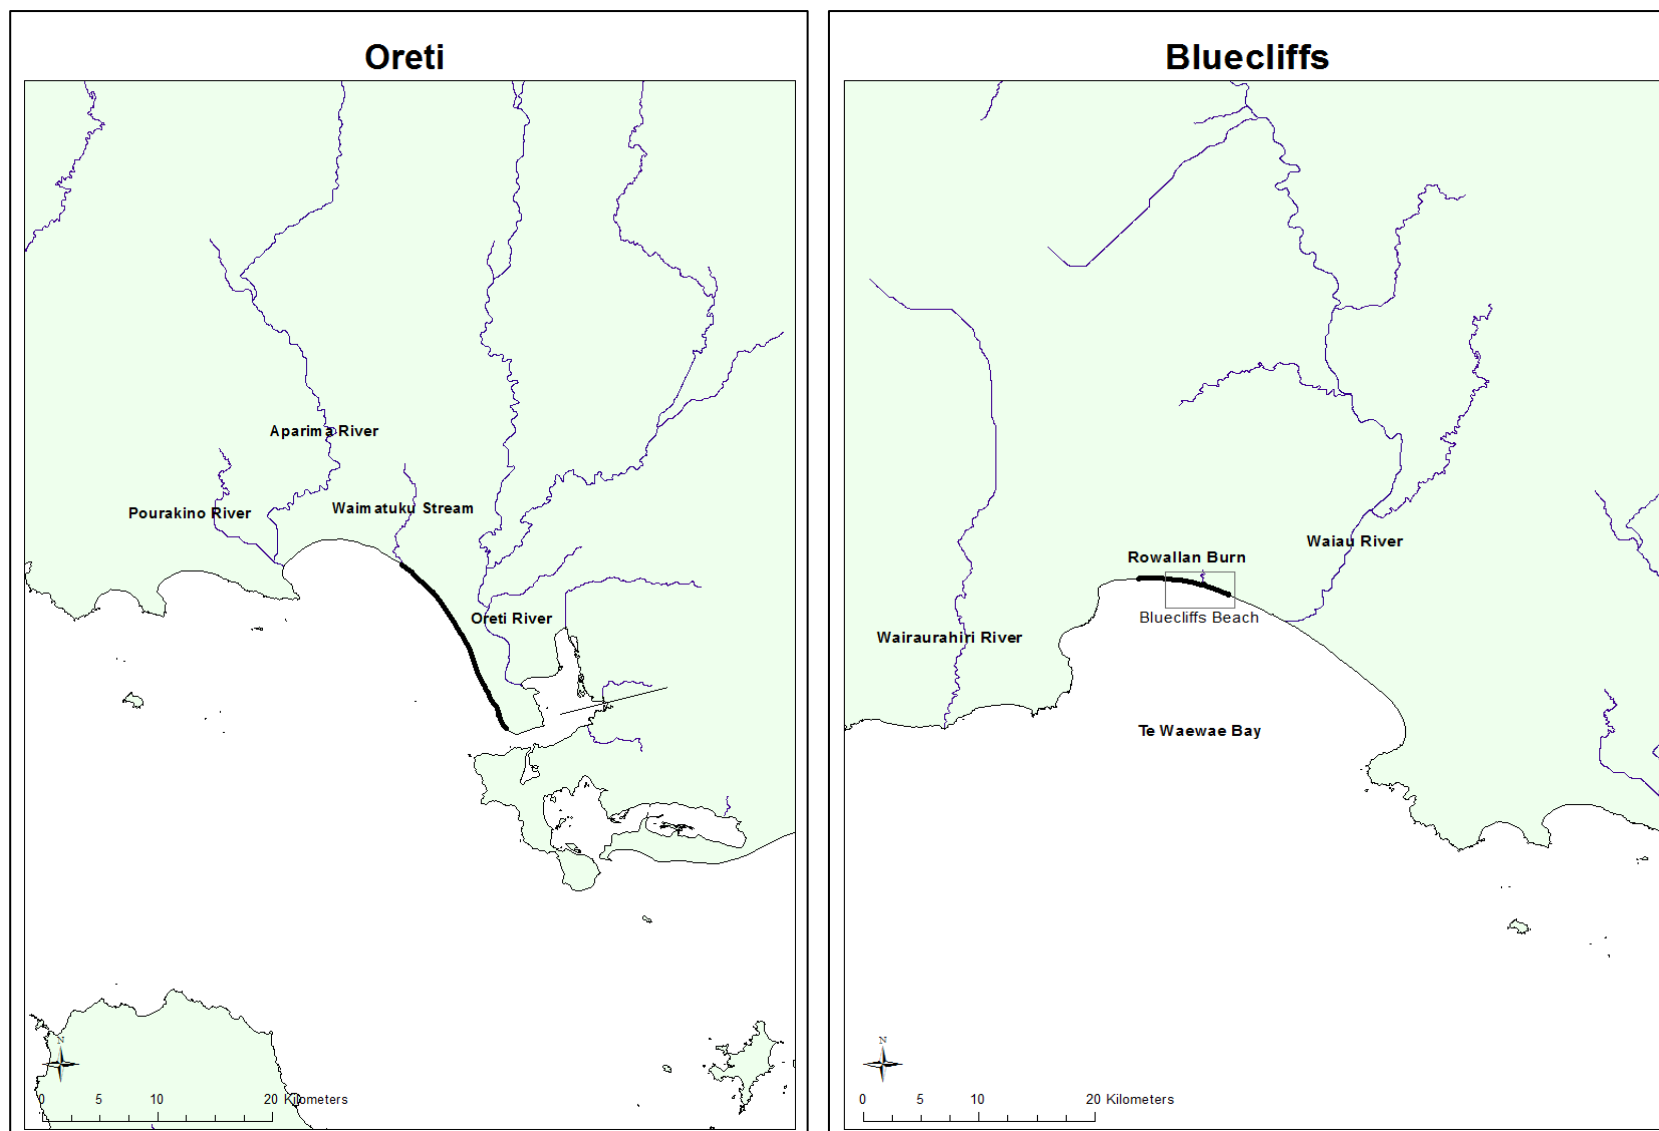 Oreti
Aparima River
Pourakino River
Waimatuku Stream
Oreti River
N
0 5 10 20 Kilometers
Bluecliffs
Rowallan Burn
Waiau River
Bluecliffs Beach
Wairaurahiri River
Te Waewae Bay
N
0 5 10 20 Kilometers